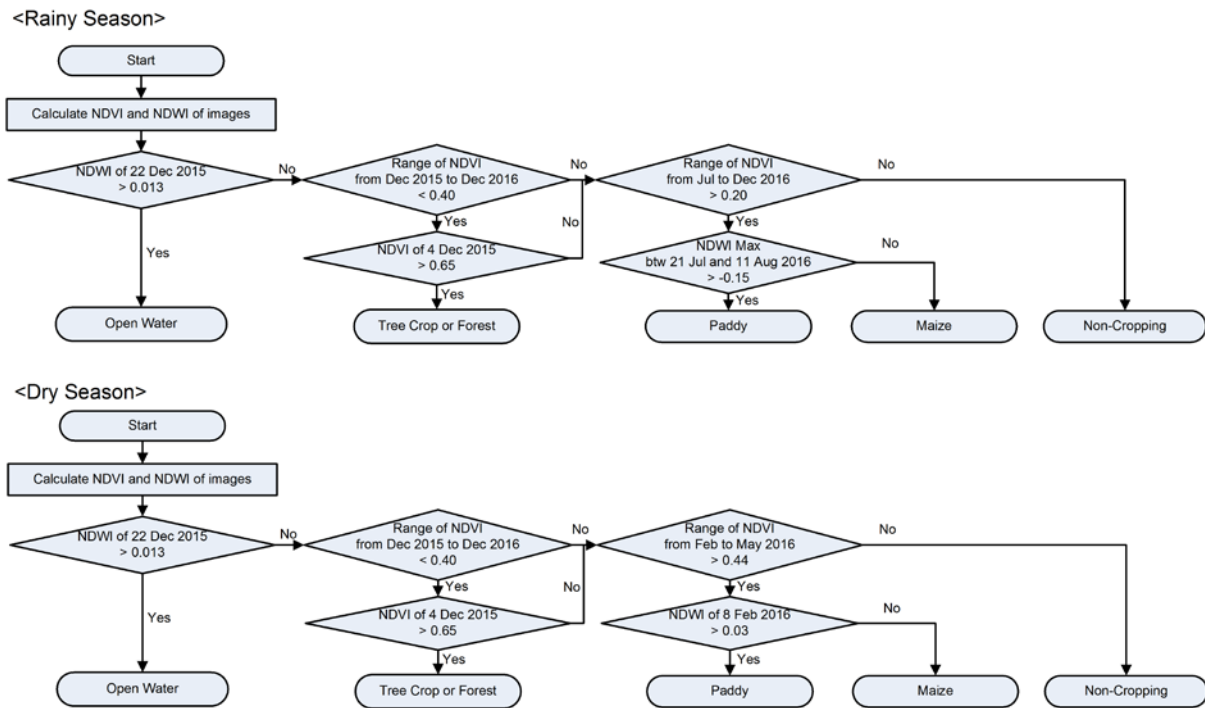 <Rainy Season>
Start
Calculate NDVI and NDWI of images
NDWI of 22 Dec 2015
> 0.013
No
Range of NDVI
from Dec 2015 to Dec 2016
< 0.40
No
Range of NDVI
from Jul to Dec 2016
> 0.20
No
Yes
Yes
No
Yes
NDVI of 4 Dec 2015
> 0.65
NDWI Max
btw 21 Jul and 11 Aug 2016
> -0.15
No
Yes
Yes
Open Water
Tree Crop or Forest
Paddy
Maize
Non-Cropping
<Dry Season>
Start
Calculate NDVI and NDWI of images
NDWI of 22 Dec 2015
> 0.013
No
Range of NDVI
from Dec 2015 to Dec 2016
< 0.40
No
Range of NDVI
from Feb to May 2016
> 0.44
No
Yes
Yes
No
Yes
NDVI of 4 Dec 2015
> 0.65
NDWI of 8 Feb 2016
> 0.03
No
Yes
Yes
Open Water
Tree Crop or Forest
Paddy
Maize
Non-Cropping